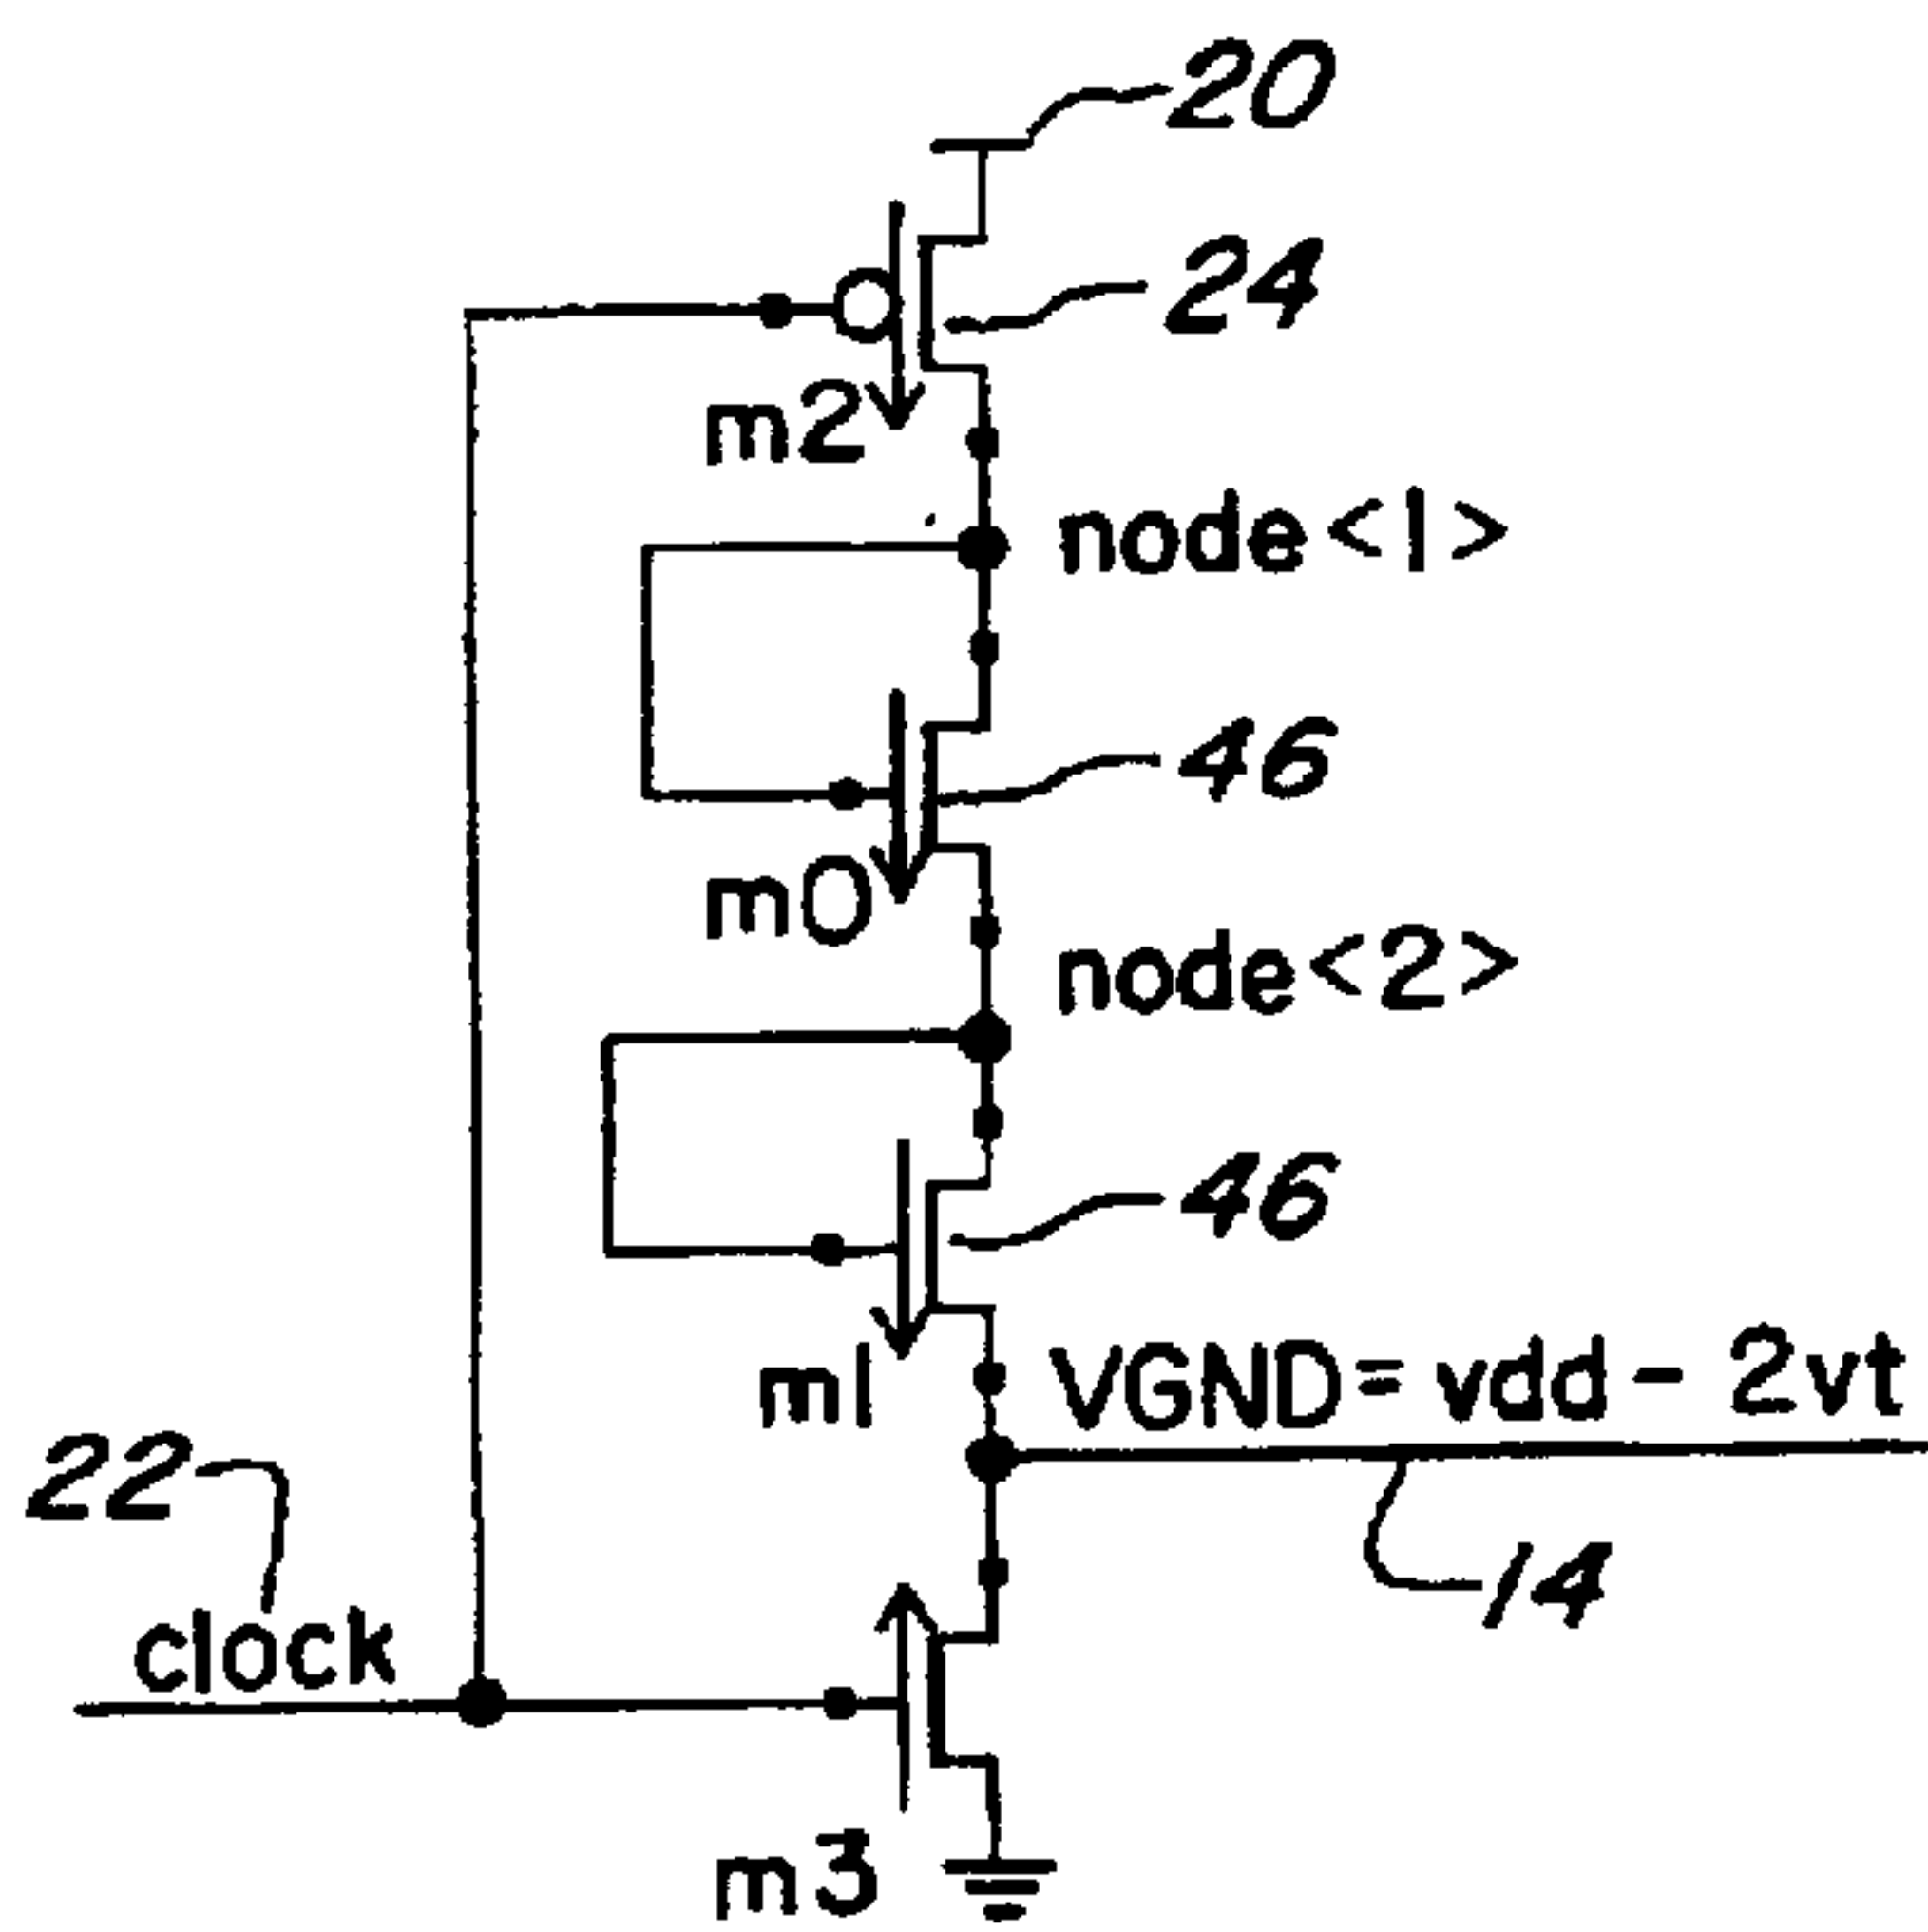 20
24
m2
node<1>
46
m0
node<2>
46
m1
VGND= vdd - 2vt
22
14
clock
m3